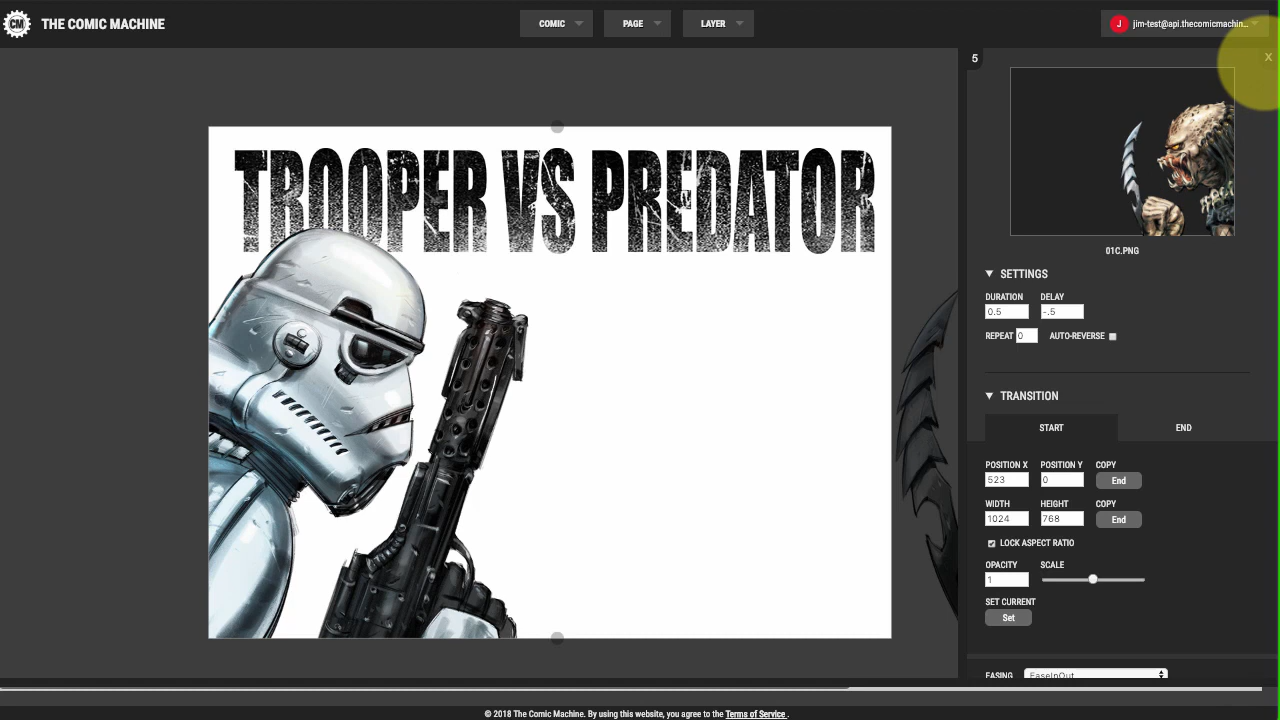 CM THE COMIC MACHINE
COMIC PAGE LAYER
J jim-test@api.thecomicmachin...
5 X
TROOPER VS PREDATOR
01C.PNG
▼ SETTINGS
DURATION DELAY
0.5 -.5
REPEAT 0 AUTO-REVERSE
▼ TRANSITION
START END
POSITION X POSITION Y COPY
523 0 End
WIDTH HEIGHT COPY
1024 768 End
LOCK ASPECT RATIO
OPACITY SCALE
1
SET CURRENT
Set
EASING EaseInOut
© 2018 The Comic Machine. By using this website, you agree to the Terms of Service .